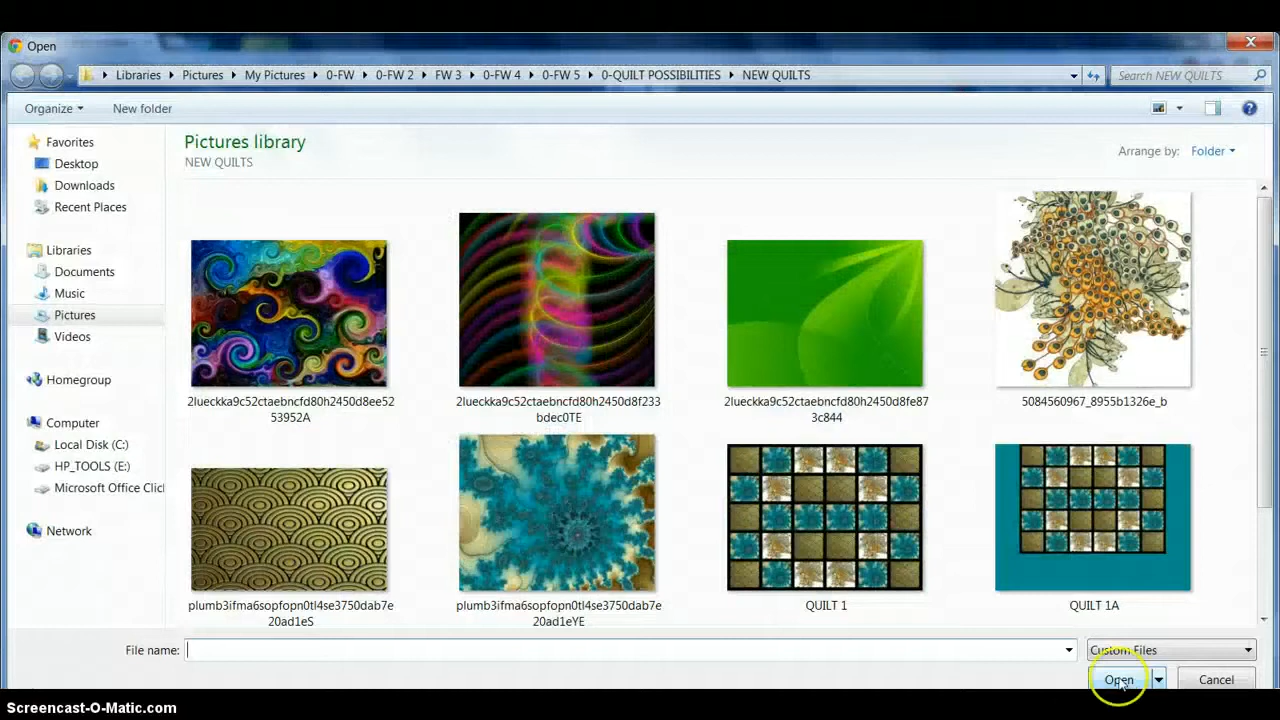 Open
Libraries Pictures My Pictures 0-FW 0-FW 2 FW 3 0-FW 4 0-FW 5 0-QUILT POSSIBILITIES NEW QUILTS Search NEW QUILTS
Organize New folder
Favorites
Desktop
Downloads
Recent Places
Libraries
Documents
Music
Pictures
Videos
Homegroup
Computer
Local Disk (C:)
HP_TOOLS (E:)
Microsoft Office Clic
Network
Pictures library
NEW QUILTS
Arrange by: Folder
2lueckka9c52ctaebncfd80h2450d8ee52
53952A
2lueckka9c52ctaebncfd80h2450d8f233
bdec0TE
2lueckka9c52ctaebncfd80h2450d8fe87
3c844
5084560967_8955b1326e_b
plumb3ifma6sopfopn0tl4se3750dab7e
20ad1eS
plumb3ifma6sopfopn0tl4se3750dab7e
20ad1eYE
QUILT 1
QUILT 1A
File name:
Custom Files
Open
Cancel
Screencast-O-Matic.com